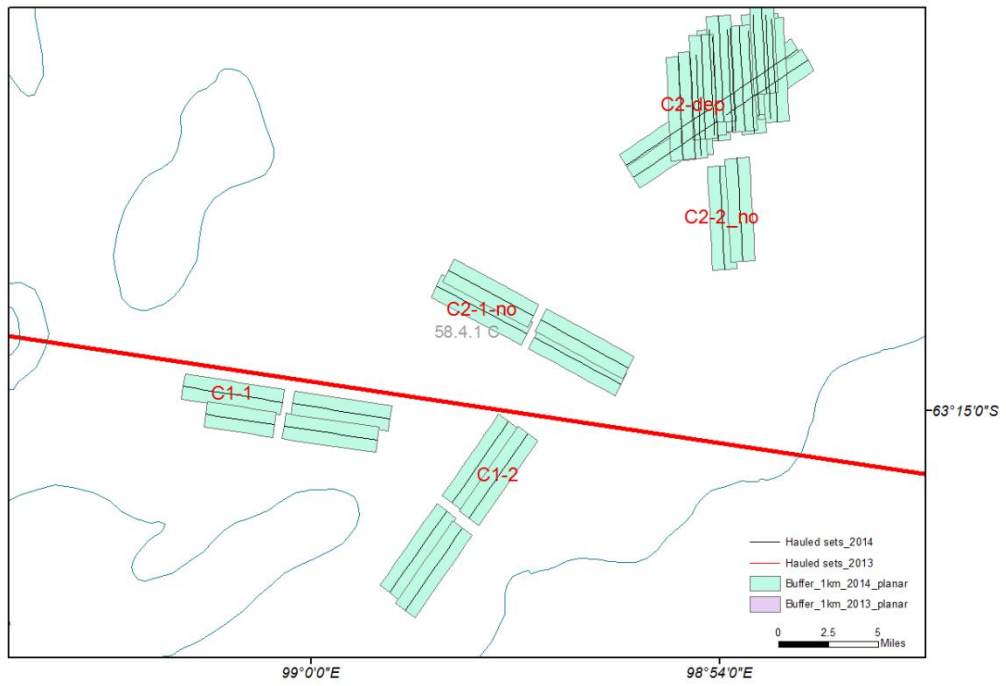 C2-dep
C2-2_no
C2-1-no
58.4.1 C
C1-1
63°15'0"S
C1-2
Hauled sets_2014
Hauled sets_2013
Buffer_1km_2014_planar
Buffer_1km_2013_planar
0 2.5 5
Miles
99°0'0"E
98°54'0"E